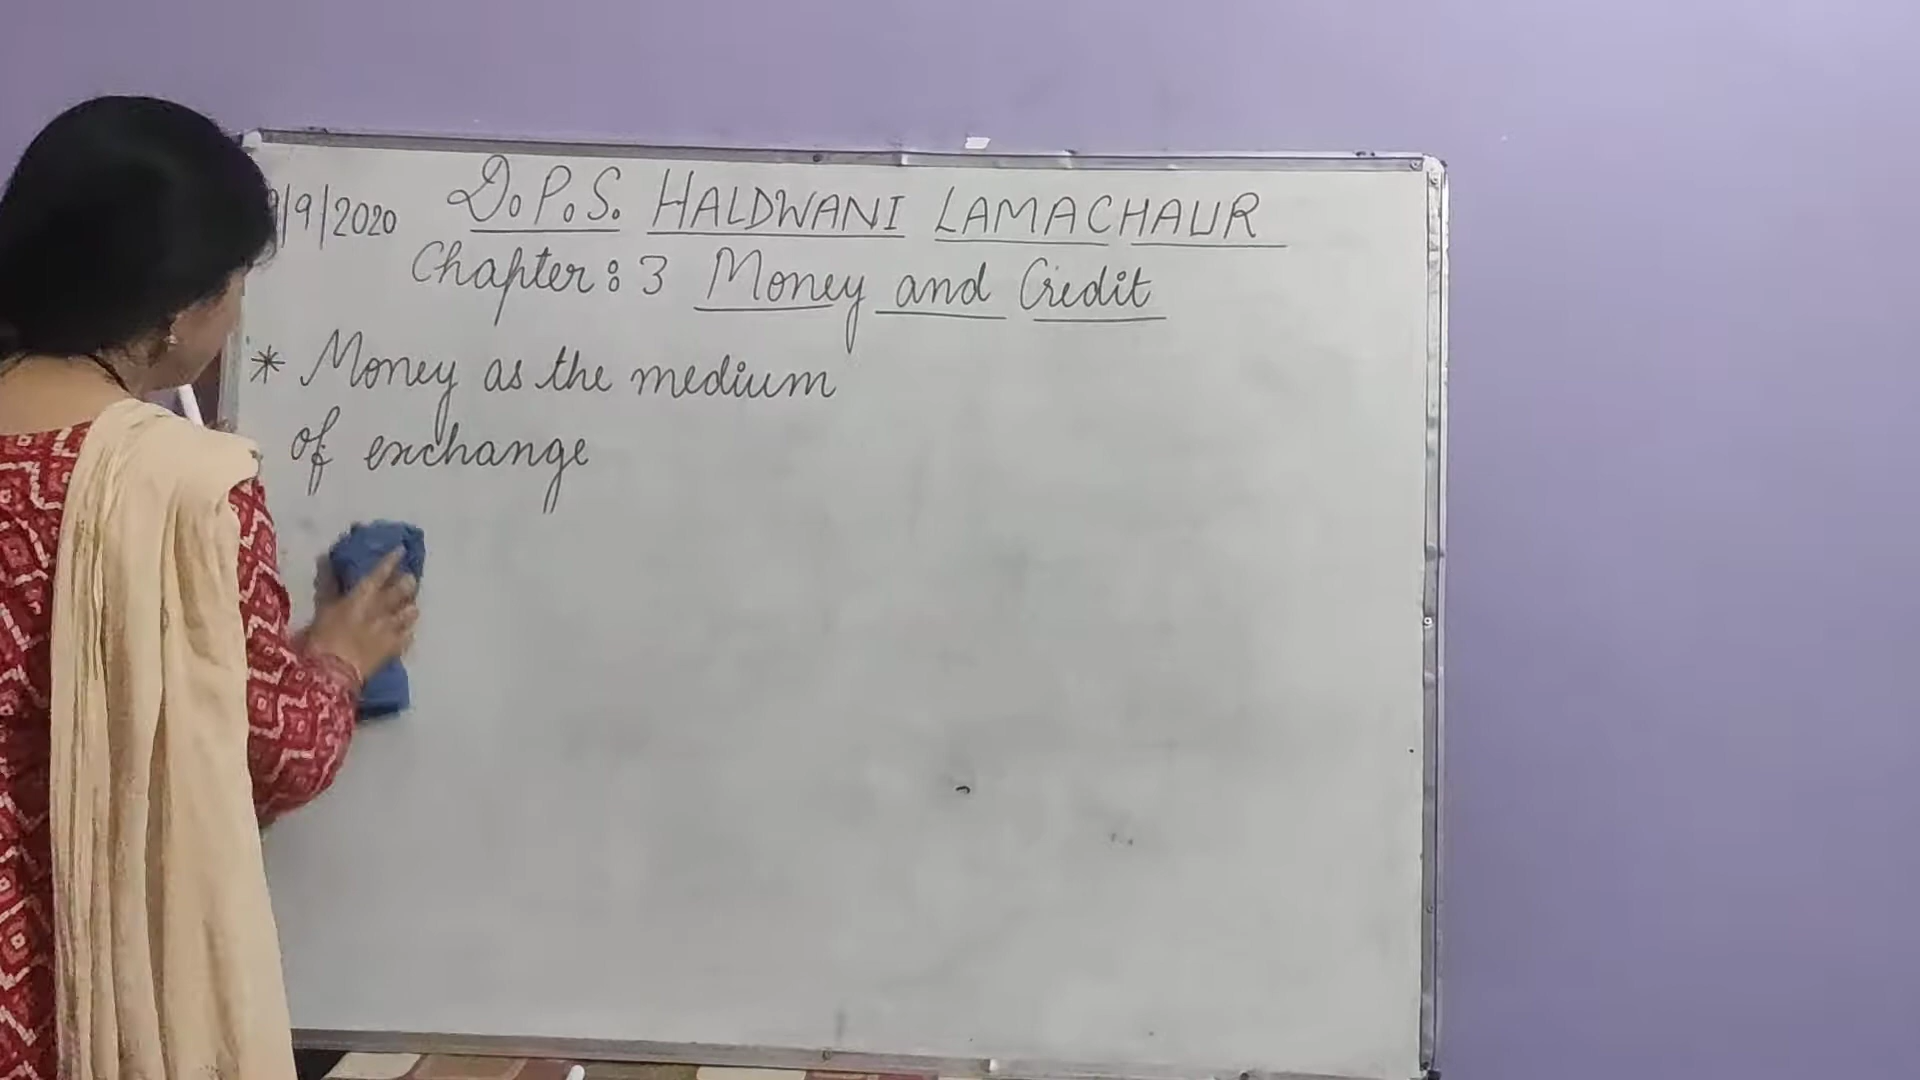 /9/2020 D.P.S. HALDWANI LAMACHAUR
Chapter: 3 Money and Credit
* Money as the medium
of exchange